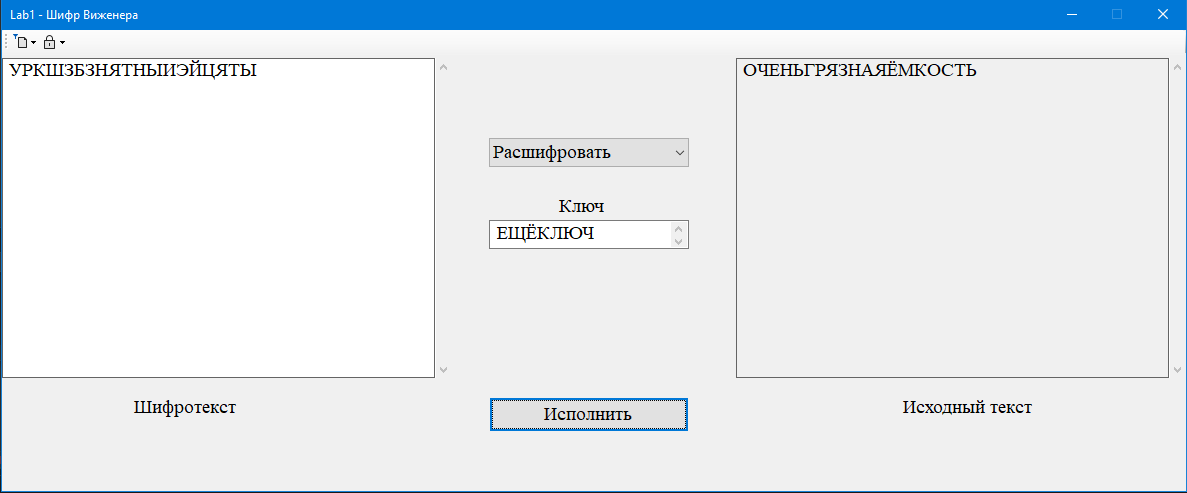 Lab1 - Шифр Виженера
УРКШЗБЗНЯТНЫИЭЙЦЯТЫ
ОЧЕНЬГРЯЗНАЯЁМКОСТЬ
Расшифровать
Ключ
ЕЩЁКЛЮЧ
Шифротекст
Исполнить
Исходный текст